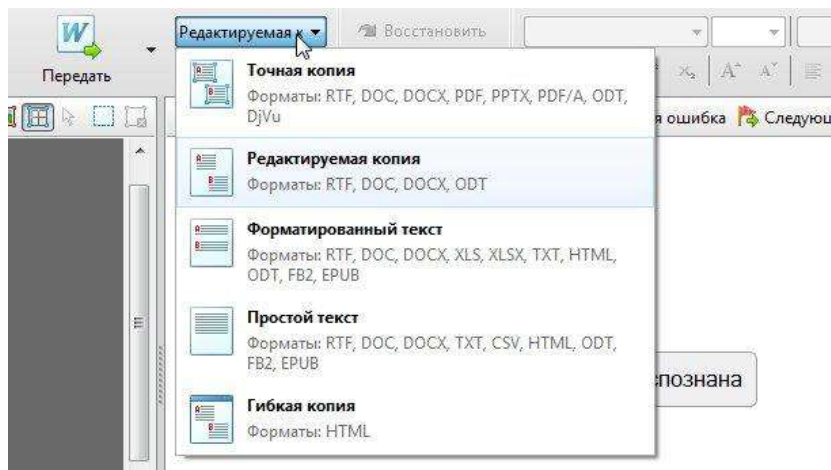 Редактируемая к
Восстановить
Передать
Точная копия
Форматы: RTF, DOC, DOCX, PDF, PPTX, PDF/A, ODT,
DjVu
ошибка Следующ
Редактируемая копия
Форматы: RTF, DOC, DOCX, ODT
Форматированный текст
Форматы: RTF, DOC, DOCX, XLS, XLSX, TXT, HTML,
ODT, FB2, EPUB
Простой текст
Форматы: RTF, DOC, DOCX, TXT, CSV, HTML, ODT,
FB2, EPUB
спознана
Гибкая копия
Форматы: HTML